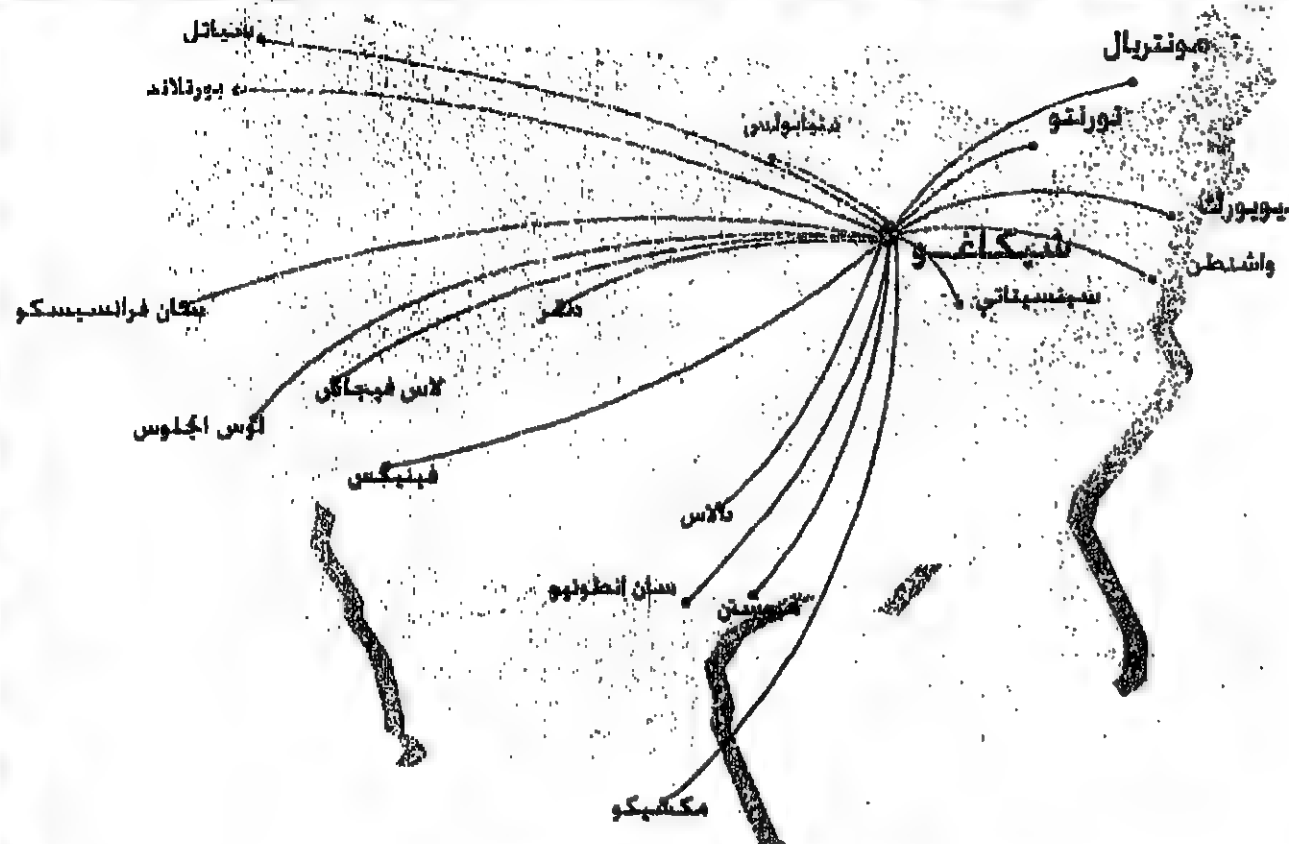 سياتل
مونتريال
بورتلاند
تورنتو
منيابولس
نيويورك
شيكاغو
واشنطن
سينسيناتي
سان فرانسيسكو
دنفر
لاس فيجاس
لوس انجلوس
فينيكس
دالاس
سان انطونيو
هيوستن
مكسيكو